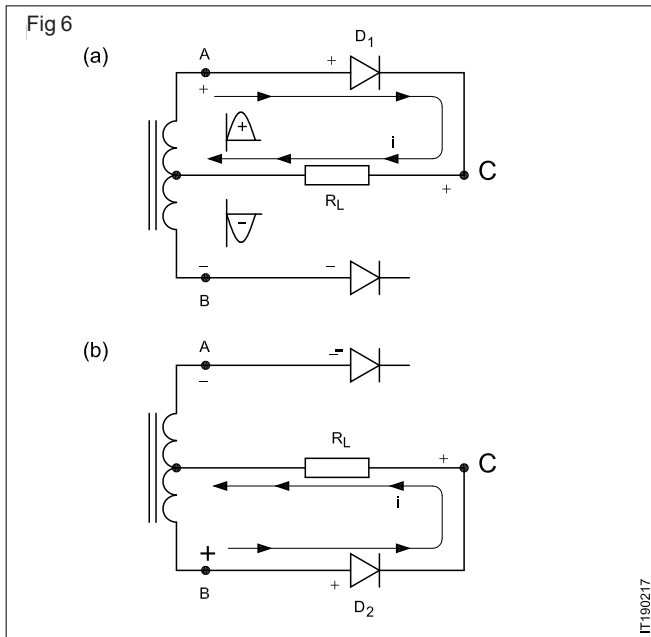 Fig 6
(a)
A
+
+
D1
+
i
RL
+
C
−
−
−
B
(b)
A
−
−-
RL
+
C
i
+
B
+
D2
IT190217